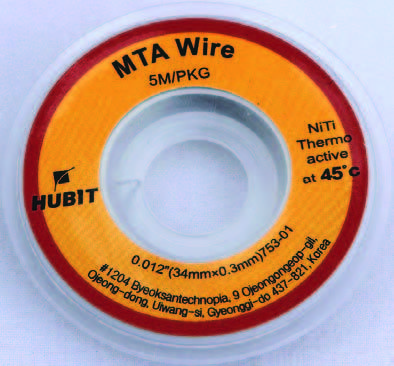 MTA Wire
5M/PKG
NiTi
Thermo
active
at 45°c
HUBIT
0.012"(34mm×0.3mm)753-01
#1204 Byeoksantechnopia, 9 Ojeongongeop-gil,
Ojeong-dong, Uiwang-si, Gyeonggi-do 437-821, Korea